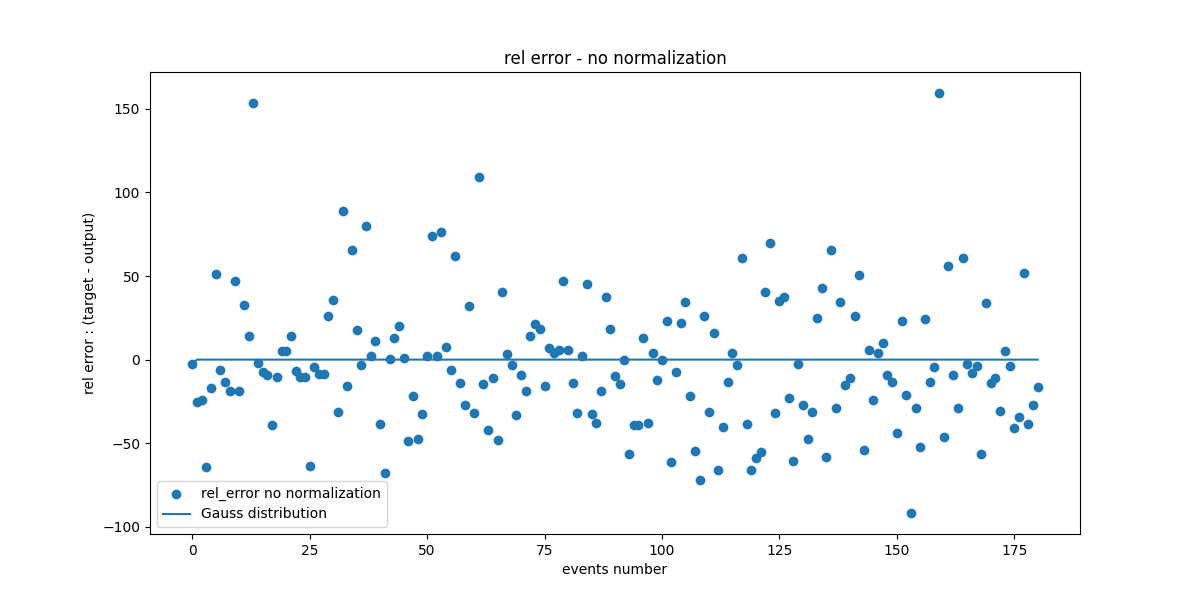 rel error - no normalization
rel error : (target - output)
150
100
50
0
−50
−100
rel_error no normalization
Gauss distribution
0 25 50 75 100 125 150 175
events number